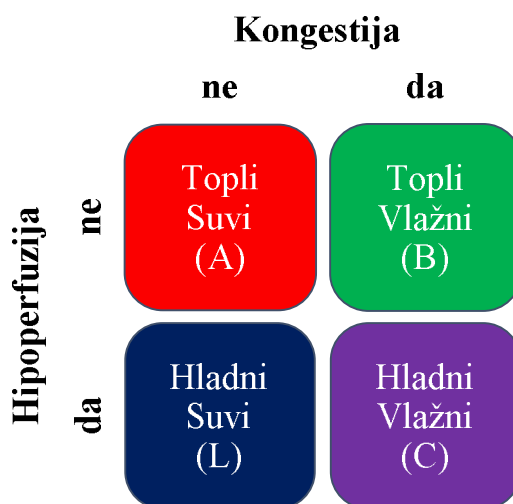 Kongestija
ne
da
Hipoperfuzija
ne
Topli
Suvi
(A)
Topli
Vlažni
(B)
da
Hladni
Suvi
(L)
Hladni
Vlažni
(C)